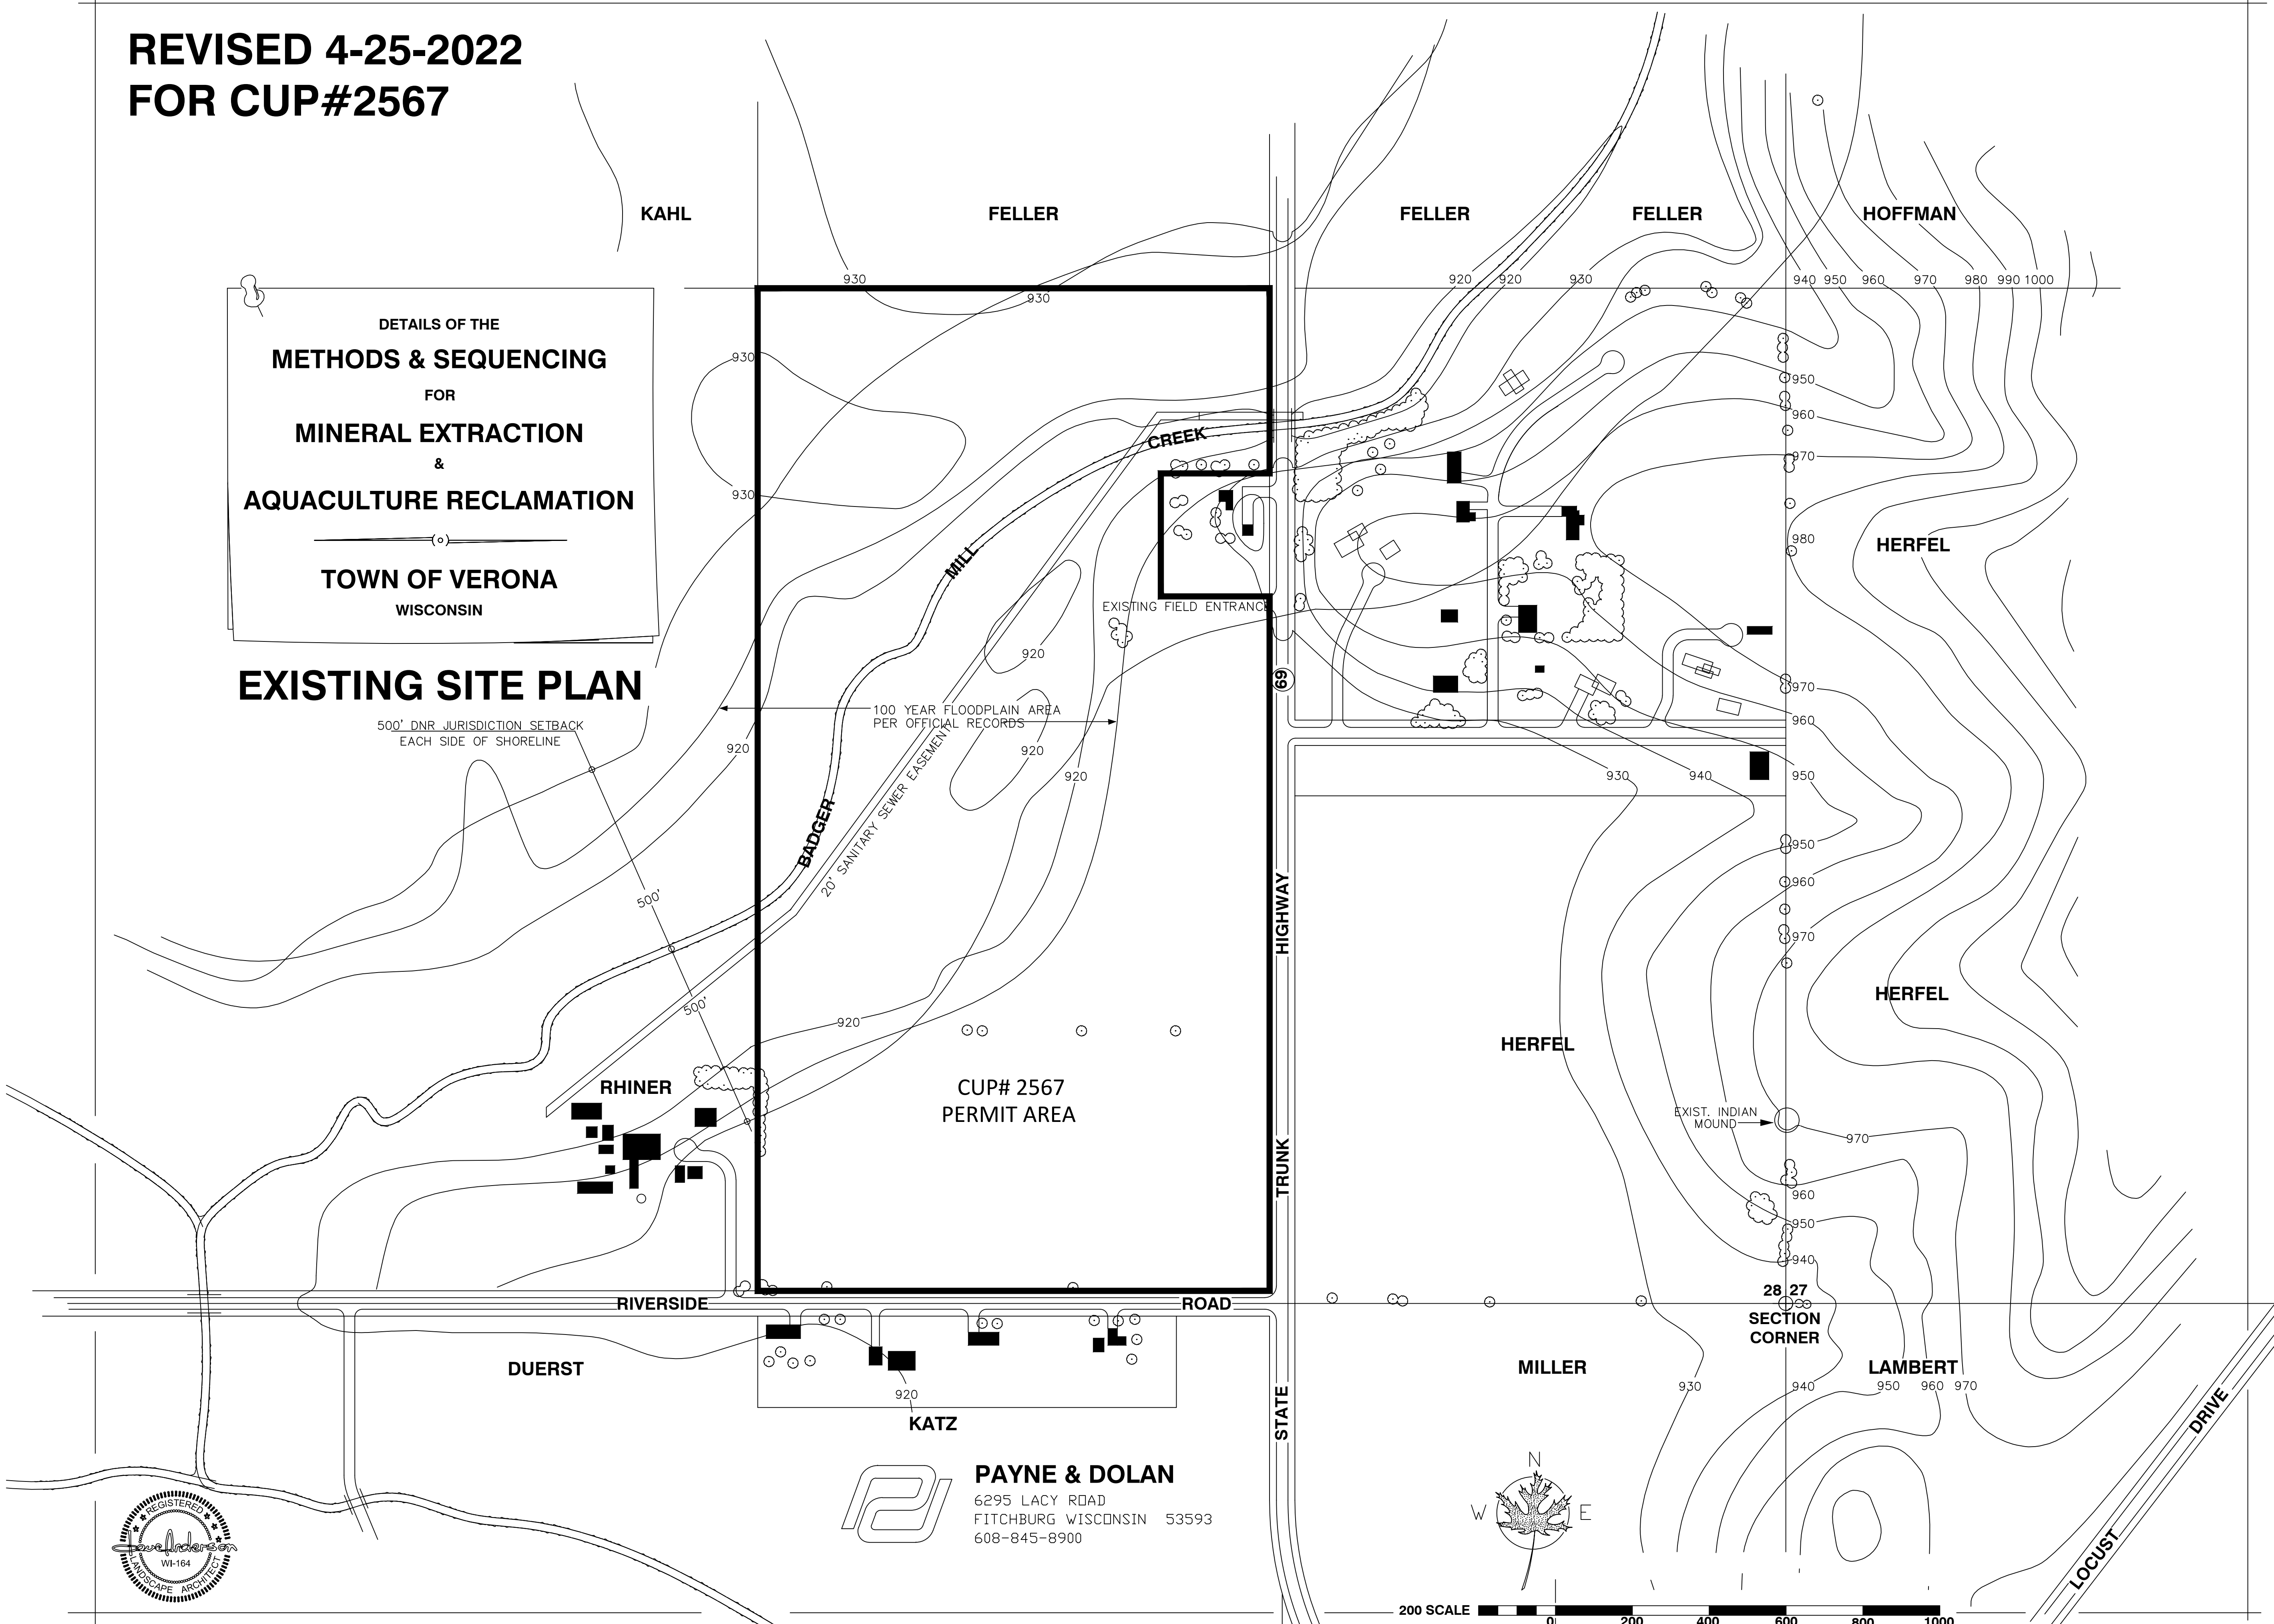 REVISED 4-25-2022
FOR CUP#2567
KAHL
FELLER
FELLER
FELLER
HOFFMAN
930
930
920
920
930
940
950
960
970
980
990
1000
DETAILS OF THE
METHODS & SEQUENCING
FOR
MINERAL EXTRACTION
&
AQUACULTURE RECLAMATION
TOWN OF VERONA
WISCONSIN
EXISTING SITE PLAN
500' DNR JURISDICTION SETBACK
EACH SIDE OF SHORELINE
930
930
950
960
970
980
HERFEL
CREEK
MILL
BADGER
EXISTING FIELD ENTRANCE
920
69
970
960
100 YEAR FLOODPLAIN AREA
PER OFFICIAL RECORDS
920
920
920
20' SANITARY SEWER EASEMENT
930
940
950
950
960
970
500'
500'
HIGHWAY
HERFEL
920
HERFEL
RHINER
CUP# 2567
PERMIT AREA
EXIST. INDIAN
MOUND
970
TRUNK
960
950
940
28 27
SECTION
CORNER
RIVERSIDE
ROAD
DUERST
920
KATZ
STATE
MILLER
LAMBERT
930
940
950
960
970
DRIVE
LOCUST
PAYNE & DOLAN
6295 LACY ROAD
FITCHBURG WISCONSIN 53593
608-845-8900
N
W
E
REGISTERED
WI-164
LANDSCAPE ARCHITECT
200 SCALE
0
200
400
600
800
1000